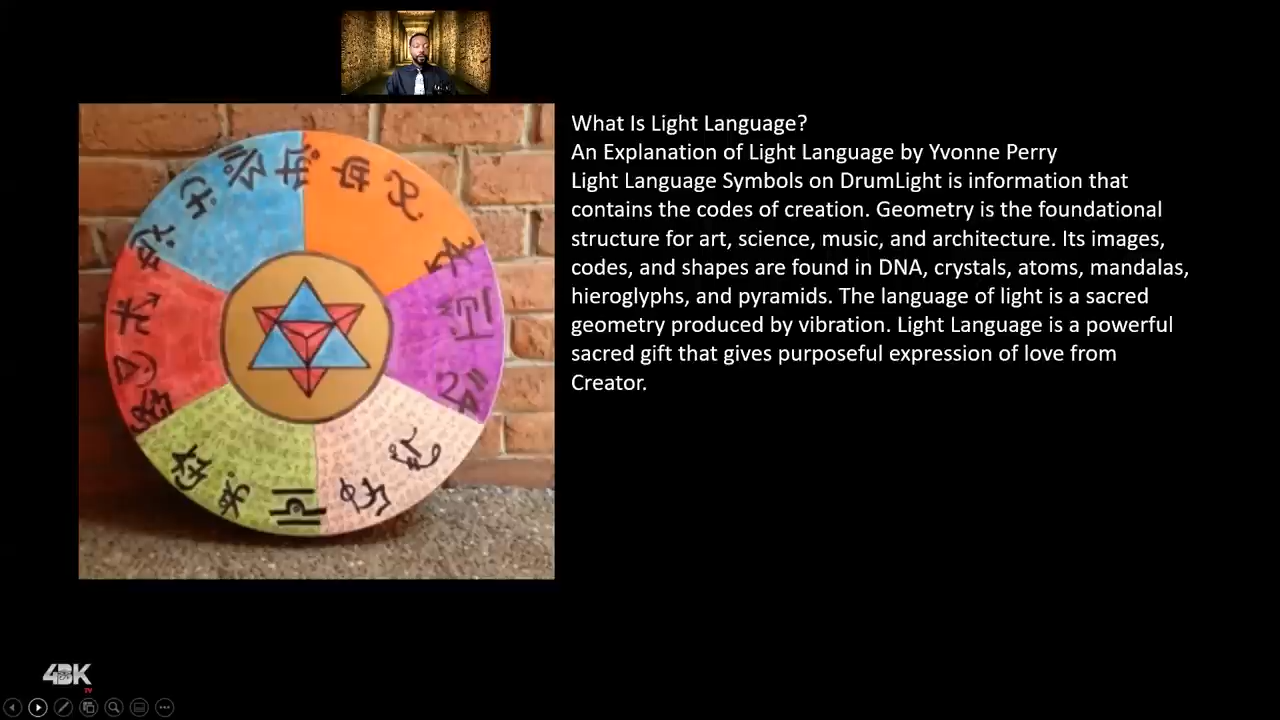 What Is Light Language?
An Explanation of Light Language by Yvonne Perry
Light Language Symbols on DrumLight is information that
contains the codes of creation. Geometry is the foundational
structure for art, science, music, and architecture. Its images,
codes, and shapes are found in DNA, crystals, atoms, mandalas,
hieroglyphs, and pyramids. The language of light is a sacred
geometry produced by vibration. Light Language is a powerful
sacred gift that gives purposeful expression of love from
Creator.
4BK
TV